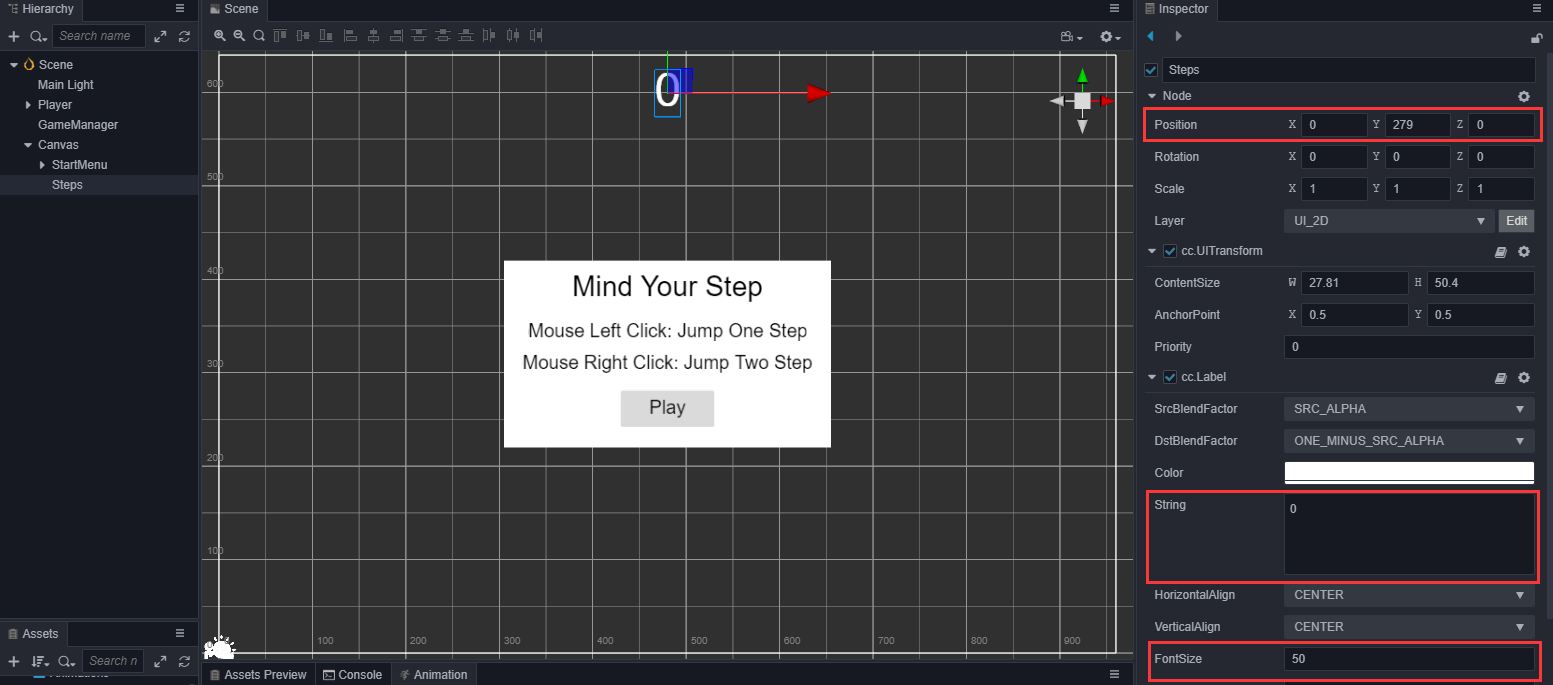 Hierarchy
Search name
Scene
Main Light
Player
GameManager
Canvas
StartMenu
Steps
Assets
Search n
Scene
600
500
400
300
200
100
0
Mind Your Step
Mouse Left Click: Jump One Step
Mouse Right Click: Jump Two Step
Play
100 200 300 400 500 600 700 800 900
Assets Preview Console Animation
Inspector
Steps
Node
Position X 0 Y 279 Z 0
Rotation X 0 Y 0 Z 0
Scale X 1 Y 1 Z 1
Layer UI_2D Edit
cc.UITransform
ContentSize W 27.81 H 50.4
AnchorPoint X 0.5 Y 0.5
Priority 0
cc.Label
SrcBlendFactor SRC_ALPHA
DstBlendFactor ONE_MINUS_SRC_ALPHA
Color
String 0
HorizontalAlign CENTER
VerticalAlign CENTER
FontSize 50